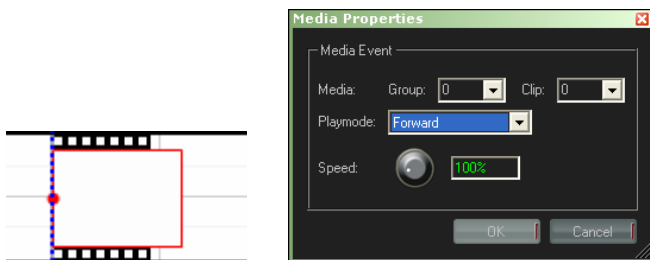 Media Properties
Media Event
Media: Group: 0 Clip: 0
Playmode: Forward
Speed: 100%
OK Cancel